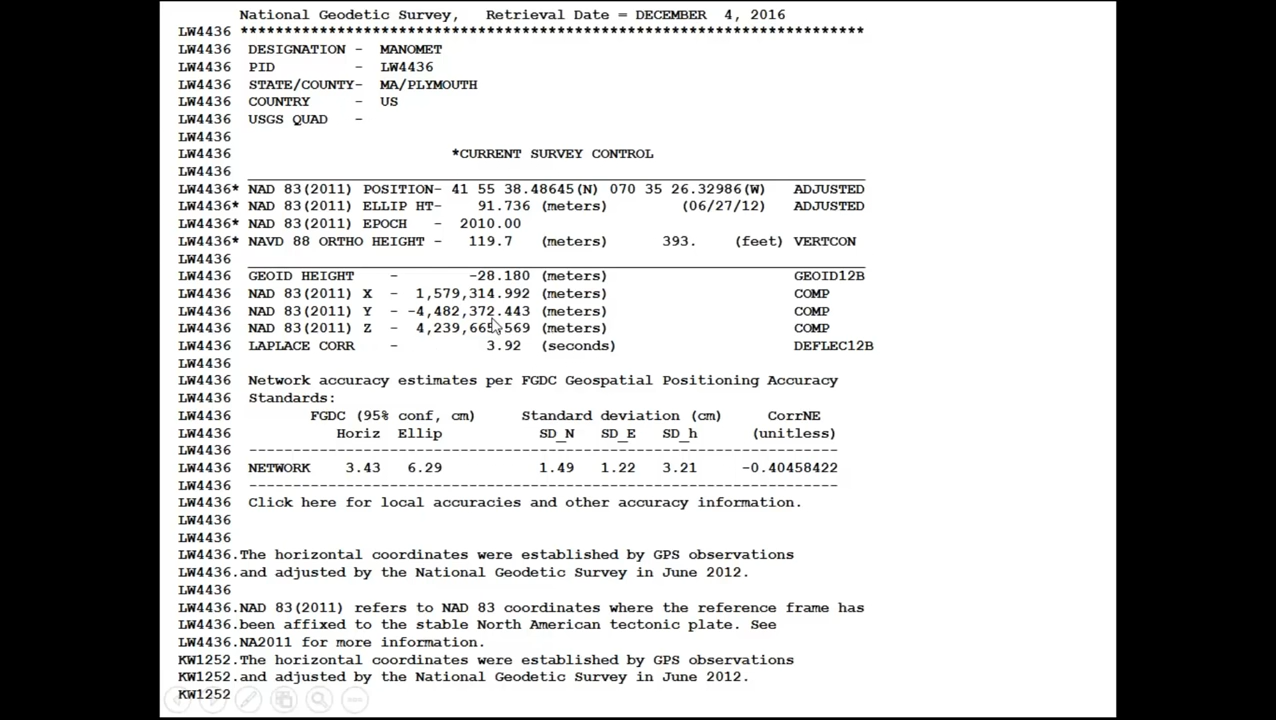 National Geodetic Survey, Retrieval Date = DECEMBER 4, 2016
LW4436 ***********************************************************************
LW4436 DESIGNATION - MANOMET
LW4436 PID - LW4436
LW4436 STATE/COUNTY- MA/PLYMOUTH
LW4436 COUNTRY - US
LW4436 USGS QUAD -
LW4436
LW4436 *CURRENT SURVEY CONTROL
LW4436
LW4436* NAD 83(2011) POSITION- 41 55 38.48645(N) 070 35 26.32986(W) ADJUSTED
LW4436* NAD 83(2011) ELLIP HT- 91.736 (meters) (06/27/12) ADJUSTED
LW4436* NAD 83(2011) EPOCH - 2010.00
LW4436* NAVD 88 ORTHO HEIGHT - 119.7 (meters) 393. (feet) VERTCON
LW4436
LW4436 GEOID HEIGHT - -28.180 (meters) GEOID12B
LW4436 NAD 83(2011) X - 1,579,314.992 (meters) COMP
LW4436 NAD 83(2011) Y - -4,482,372.443 (meters) COMP
LW4436 NAD 83(2011) Z - 4,239,665.569 (meters) COMP
LW4436 LAPLACE CORR - 3.92 (seconds) DEFLEC12B
LW4436
LW4436 Network accuracy estimates per FGDC Geospatial Positioning Accuracy
LW4436 Standards:
LW4436 FGDC (95% conf, cm) Standard deviation (cm) CorrNE
LW4436 Horiz Ellip SD_N SD_E SD_h (unitless)
LW4436 -------------------------------------------------------------------
LW4436 NETWORK 3.43 6.29 1.49 1.22 3.21 -0.40458422
LW4436 -------------------------------------------------------------------
LW4436 Click here for local accuracies and other accuracy information.
LW4436
LW4436
LW4436.The horizontal coordinates were established by GPS observations
LW4436.and adjusted by the National Geodetic Survey in June 2012.
LW4436
LW4436.NAD 83(2011) refers to NAD 83 coordinates where the reference frame has
LW4436.been affixed to the stable North American tectonic plate. See
LW4436.NA2011 for more information.
KW1252.The horizontal coordinates were established by GPS observations
KW1252.and adjusted by the National Geodetic Survey in June 2012.
KW1252